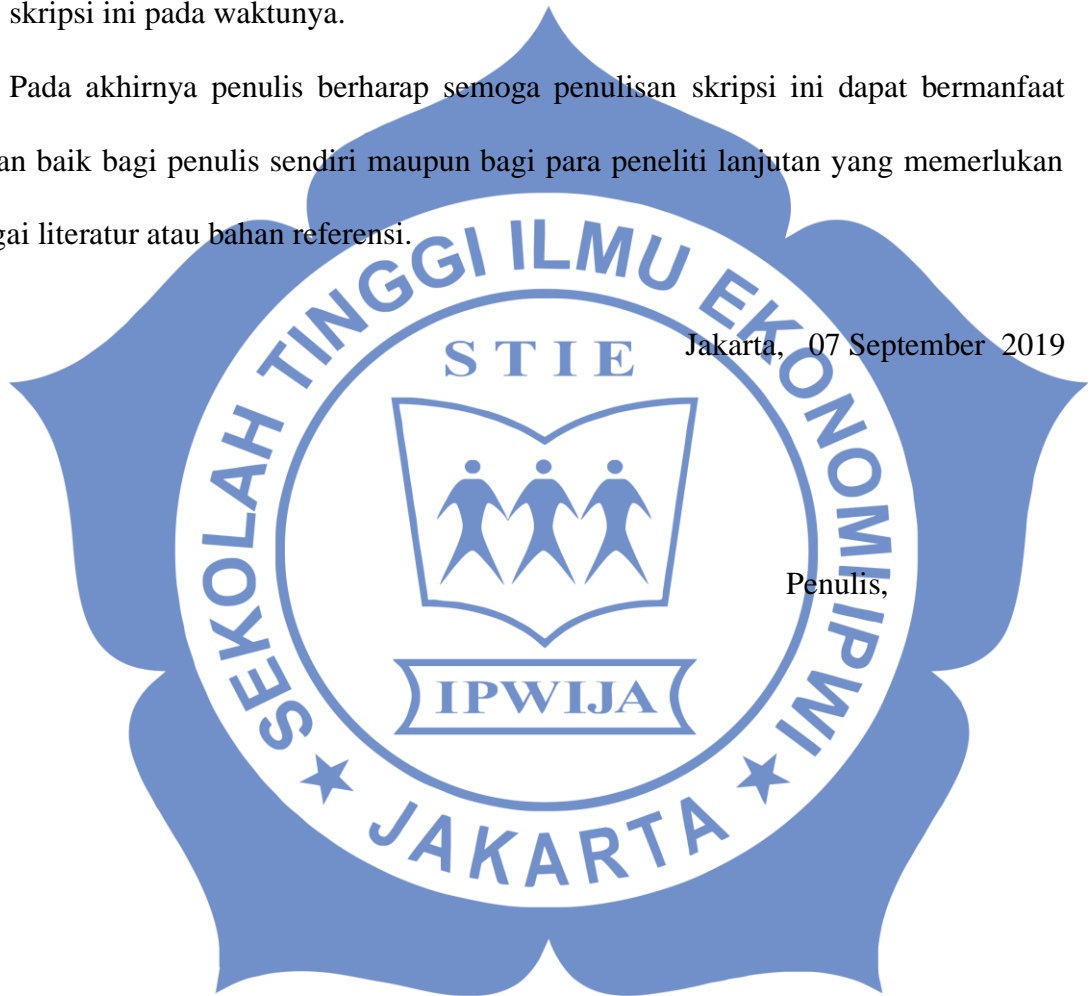 skripsi ini pada waktunya.
Pada akhirnya penulis berharap semoga penulisan skripsi ini dapat bermanfaat
an baik bagi penulis sendiri maupun bagi para peneliti lanjutan yang memerlukan
gai literatur atau bahan referensi.
Jakarta, 07 September 2019
Penulis,
SEKOLAH TINGGI ILMU EKONOMI IPWI
STIE
IPWIJA
★ JAKARTA ★